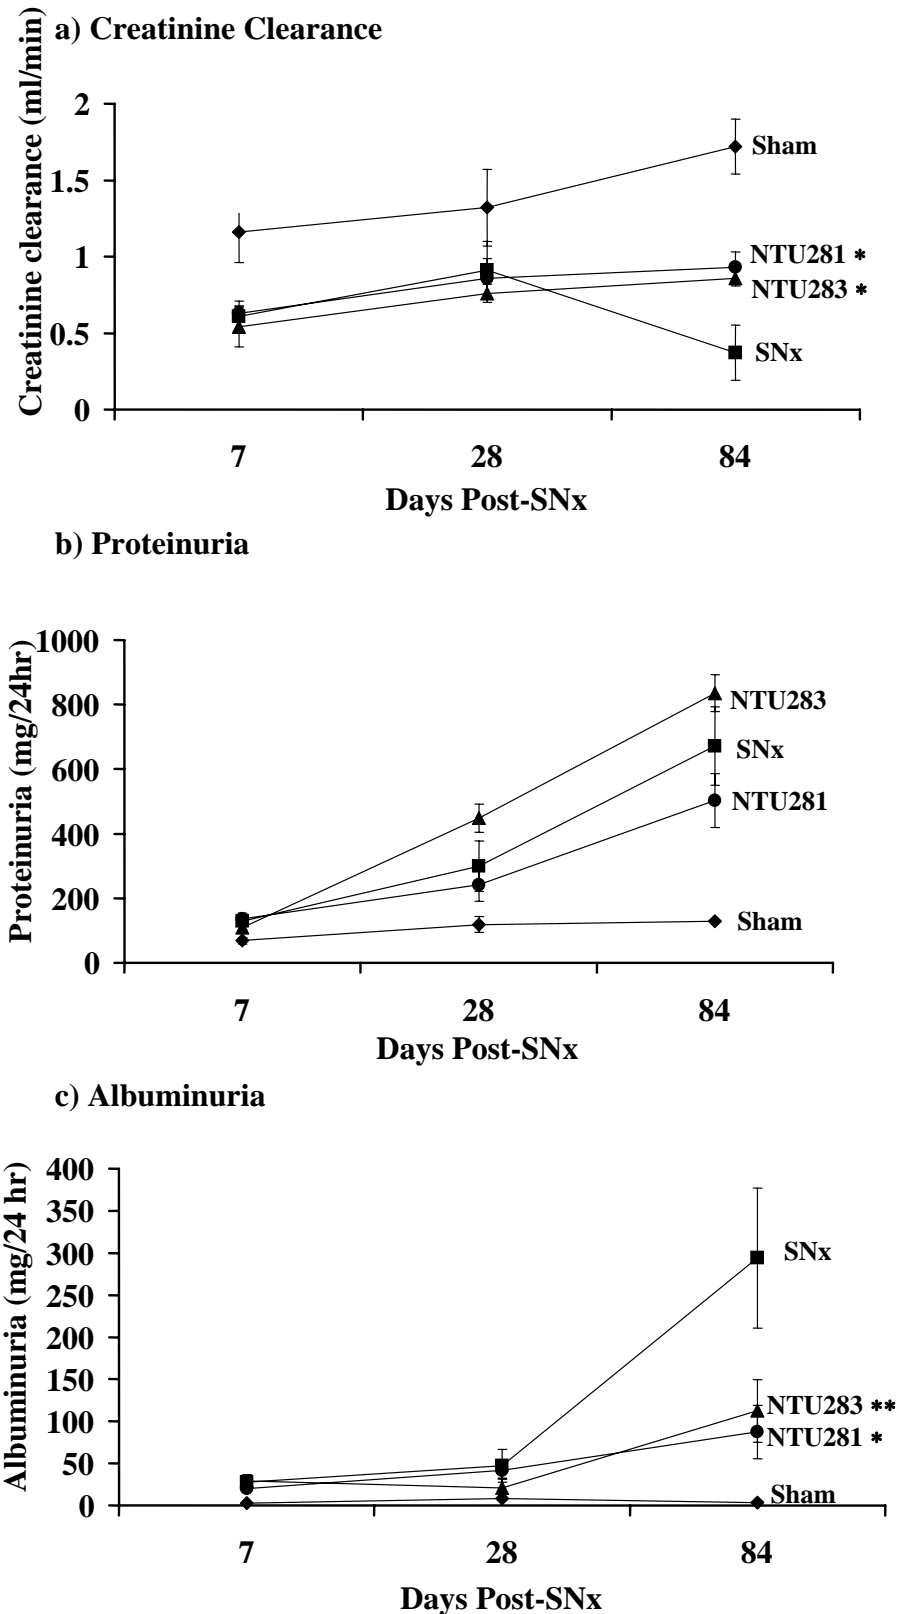 a) Creatinine Clearance
Creatinine clearance (ml/min)
2
1.5
1
0.5
0
Sham
NTU281 *
NTU283 *
SNx
7 28 84
Days Post-SNx
b) Proteinuria
Proteinuria (mg/24hr)
1000
800
600
400
200
0
NTU283
SNx
NTU281
Sham
7 28 84
Days Post-SNx
c) Albuminuria
Albuminuria (mg/24 hr)
400
350
300
250
200
150
100
50
0
SNx
NTU283 **
NTU281 *
Sham
7 28 84
Days Post-SNx